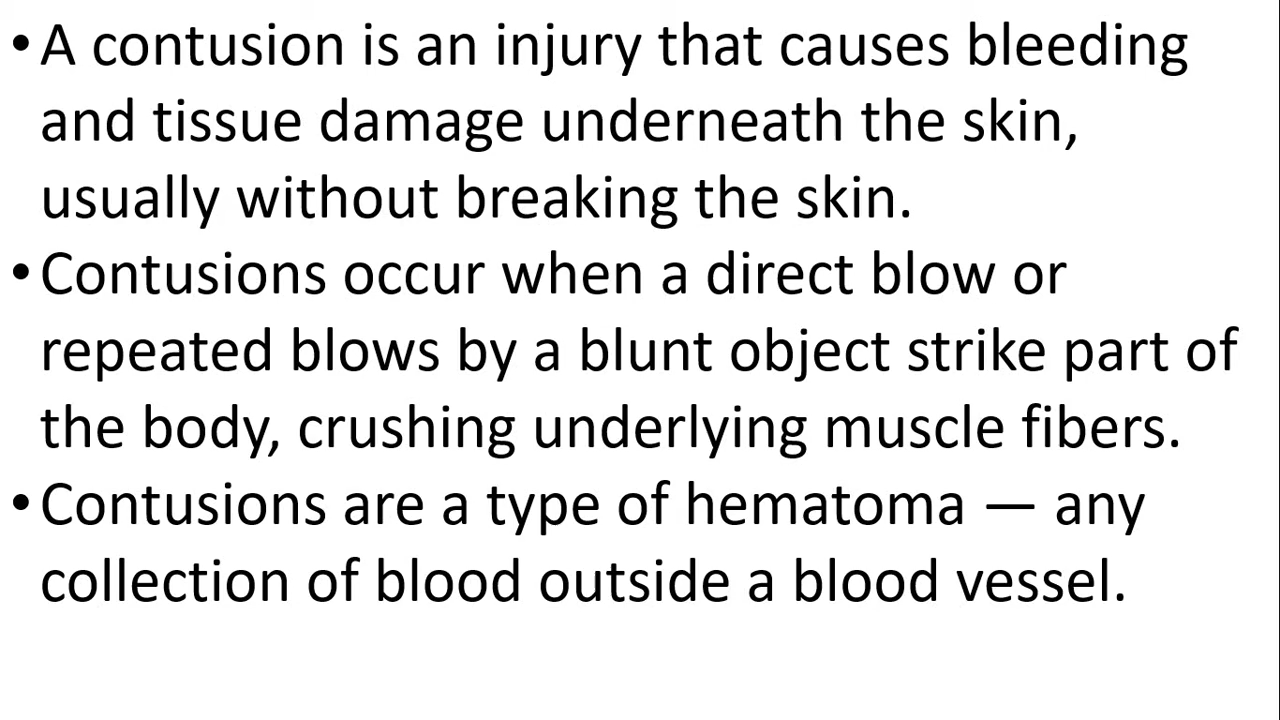 •A contusion is an injury that causes bleeding
and tissue damage underneath the skin,
usually without breaking the skin.
•Contusions occur when a direct blow or
repeated blows by a blunt object strike part of
the body, crushing underlying muscle fibers.
•Contusions are a type of hematoma — any
collection of blood outside a blood vessel.